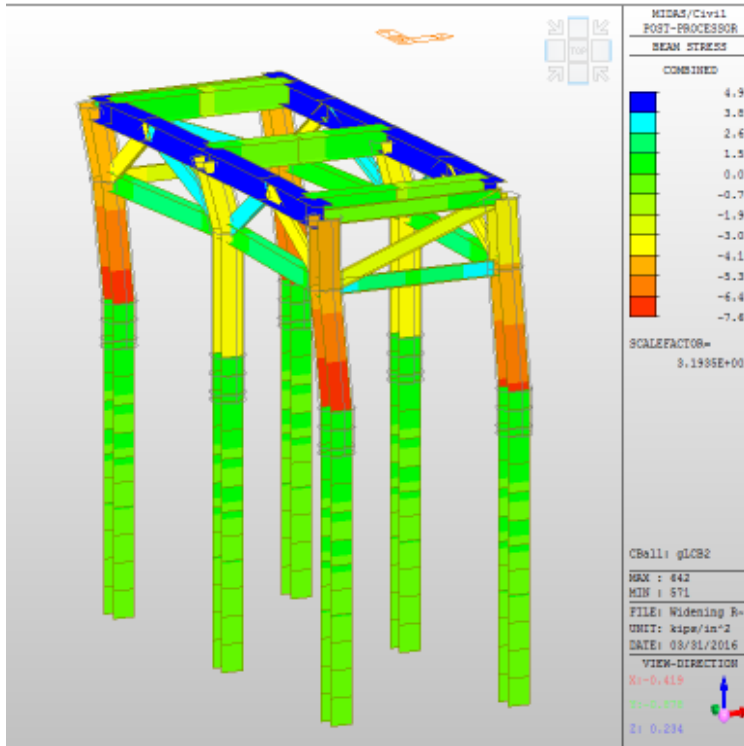 TOP
MIDAS/Civil
POST-PROCESSOR
BEAM STRESS
COMBINED
4.9
3.8
2.6
1.5
0.0
-0.7
-1.9
-3.0
-4.1
-5.3
-6.4
SCALEFACTOR=
3.1935E+00
CBall: gLCB2
MAX : 642
MIN : 571
FILE: Widening R~
UNIT: kips/in^2
DATE: 03/31/2016
VIEW-DIRECTION
X:-0.419
Z: 0.234